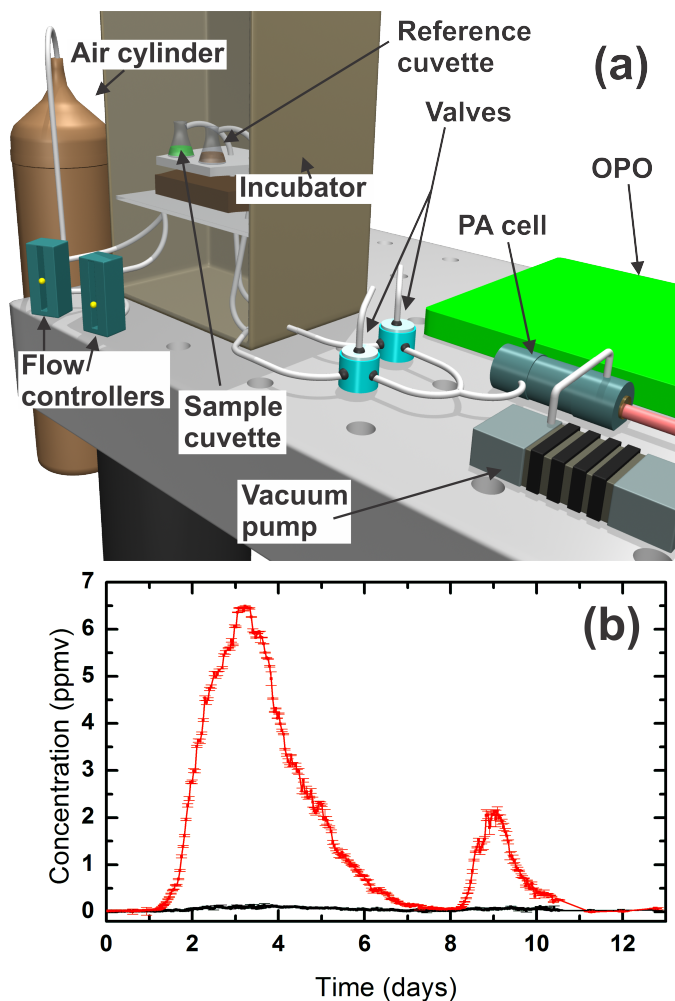 Air cylinder
Reference
cuvette
(a)
Valves
OPO
Incubator
PA cell
Flow
controllers
Sample
cuvette
Vacuum
pump
(b)
7
6
5
4
3
2
1
0
Concentration (ppmv)
0 2 4 6 8 10 12
Time (days)